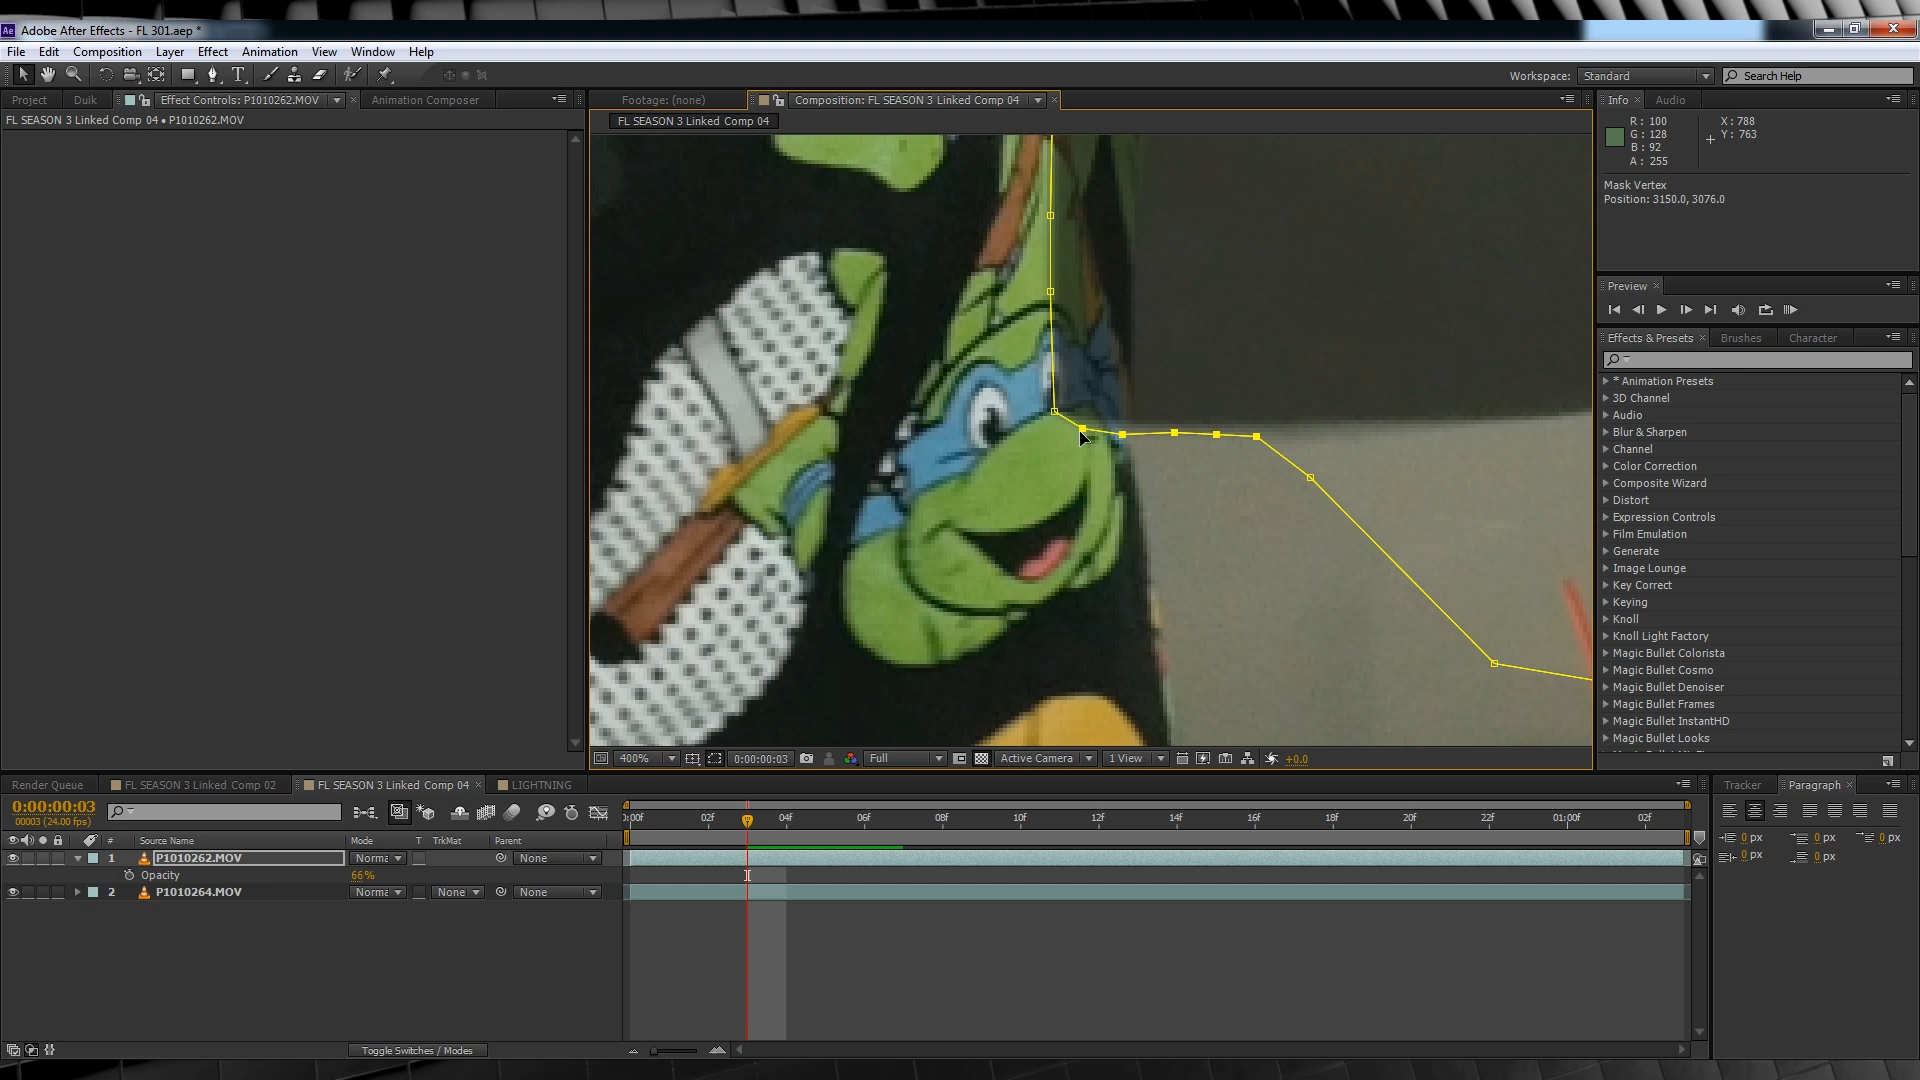 Ae Adobe After Effects - FL 301.aep *
File Edit Composition Layer Effect Animation View Window Help
Workspace: Standard Search Help
Project Duik Effect Controls: P1010262.MOV Animation Composer
FL SEASON 3 Linked Comp 04 • P1010262.MOV
Footage: (none) Composition: FL SEASON 3 Linked Comp 04
FL SEASON 3 Linked Comp 04
Info Audio
R : 100
G : 128
B : 92
A : 255
X : 788
Y : 763
Mask Vertex
Position: 3150.0, 3076.0
Preview
Effects & Presets Brushes Character
* Animation Presets
3D Channel
Audio
Blur & Sharpen
Channel
Color Correction
Composite Wizard
Distort
Expression Controls
Film Emulation
Generate
Image Lounge
Key Correct
Keying
Knoll
Knoll Light Factory
Magic Bullet Colorista
Magic Bullet Cosmo
Magic Bullet Denoiser
Magic Bullet Frames
Magic Bullet InstantHD
Magic Bullet Looks
400% 0:00:00:03 Full Active Camera 1 View +0.0
Render Queue FL SEASON 3 Linked Comp 02 FL SEASON 3 Linked Comp 04 LIGHTNING
0:00:00:03
00003 (24.00 fps)
0:00f 02f 04f 06f 08f 10f 12f 14f 16f 18f 20f 22f 01:00f 02f
# Source Name Mode T TrkMat Parent
1 P1010262.MOV Norma None
Opacity 66%
2 P1010264.MOV Norma None None
Toggle Switches / Modes
Tracker Paragraph
0 px 0 px 0 px
0 px 0 px